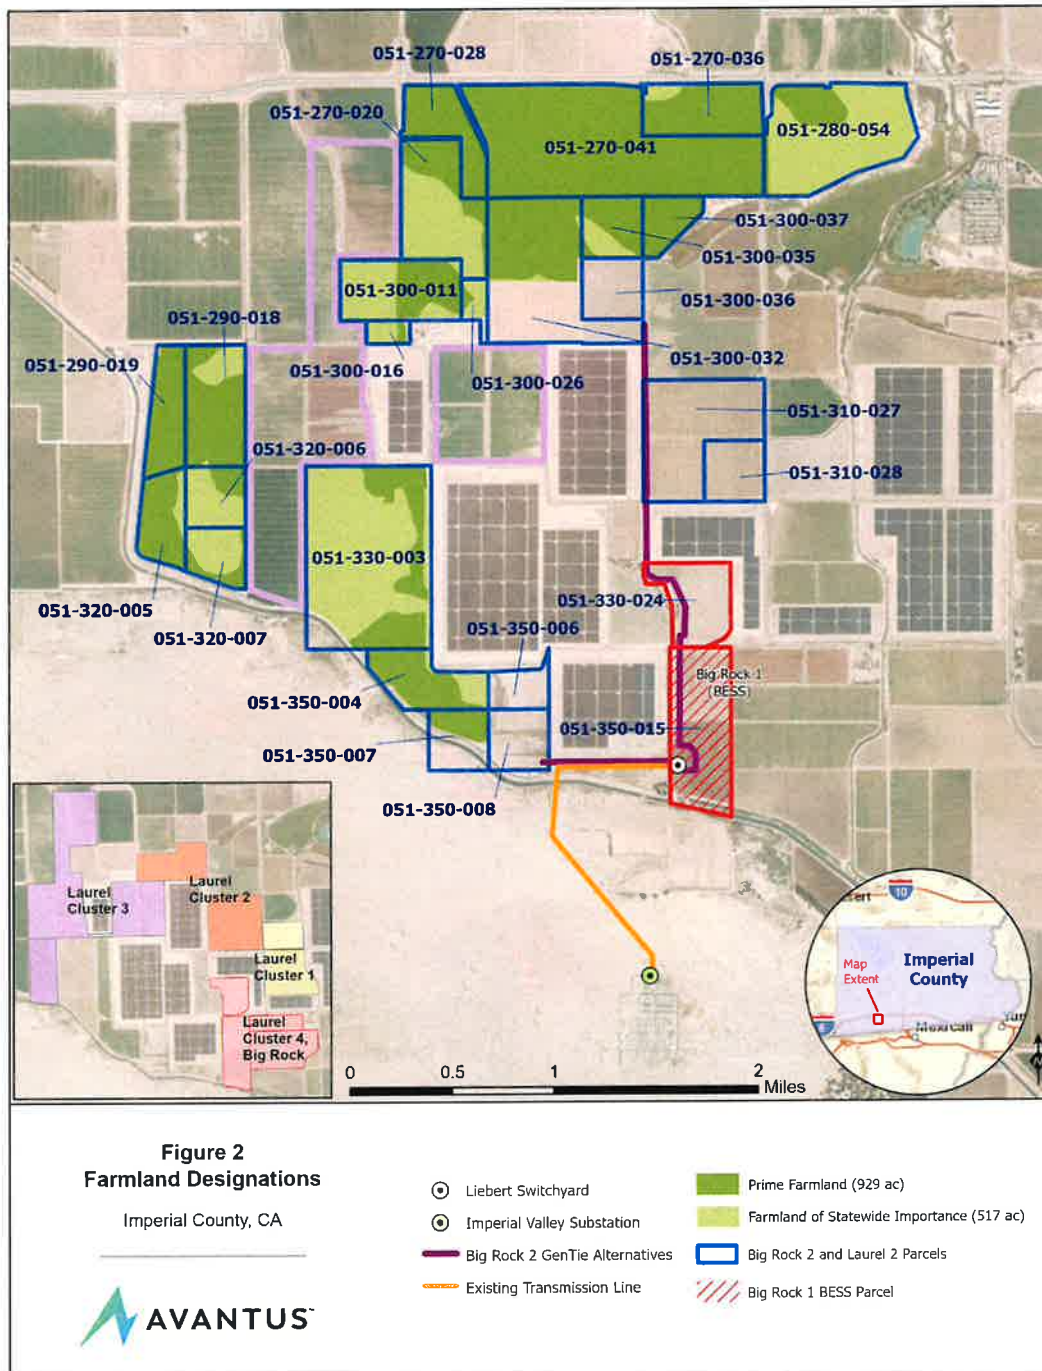 051-270-028
051-270-036
051-270-020
051-280-054
051-270-041
051-300-037
051-300-035
051-300-011
051-300-036
051-290-018
051-300-032
051-290-019
051-300-016
051-300-026
051-310-027
051-320-006
051-310-028
051-330-003
051-330-024
051-320-005
051-320-007
051-350-006
Big Rock 1
(BESS)
051-350-004
051-350-015
051-350-007
051-350-008
Laurel
Cluster 3
Laurel
Cluster 2
Laurel
Cluster 1
Laurel
Cluster 4,
Big Rock
10
Map
Extent
Imperial
County
8
Mexicali
0
0.5
1
2
Miles
N
Figure 2
Farmland Designations
Imperial County, CA
AVANTUS
Liebert Switchyard
Imperial Valley Substation
Big Rock 2 GenTie Alternatives
Existing Transmission Line
Prime Farmland (929 ac)
Farmland of Statewide Importance (517 ac)
Big Rock 2 and Laurel 2 Parcels
Big Rock 1 BESS Parcel